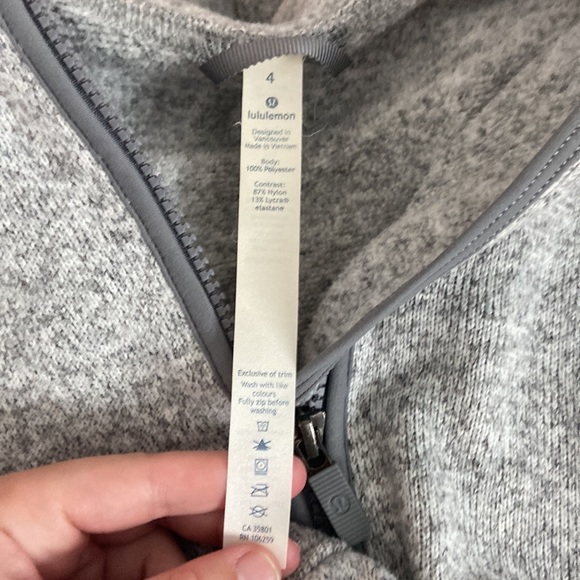 4
lululemon
Designed in
Vancouver
Made in Vietnam
Body:
100% Polyester
Contrast:
87% Nylon
13% Lycra®
elastane
Exclusive of trim
Wash with like
colours
Fully zip before
washing
CA 35801
RN 106259